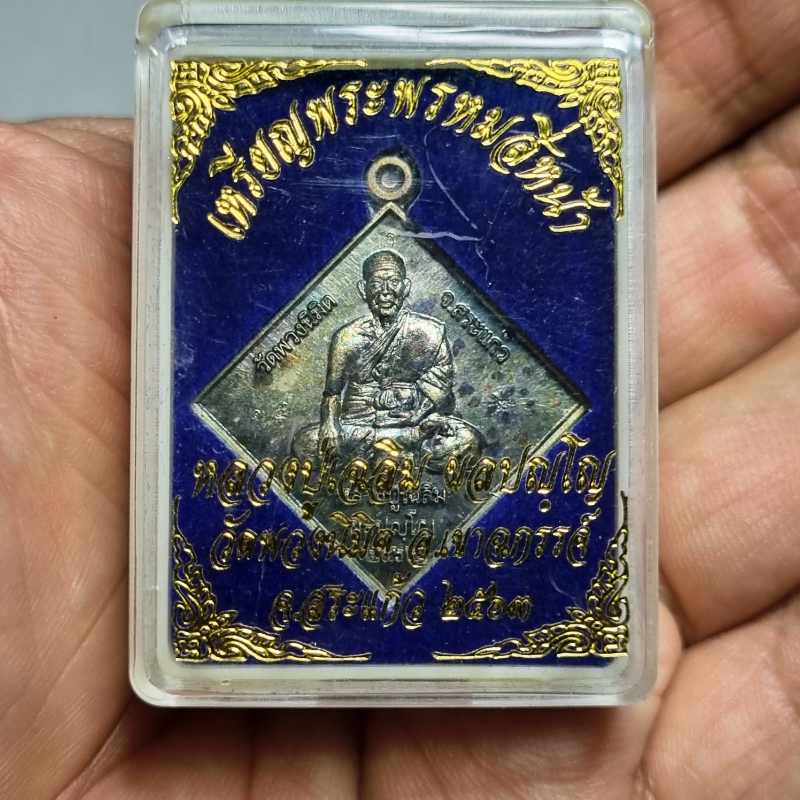 เหรียญพระพรหมสี่หน้า
วัดพวงนิมิต
จ.สระแก้ว
หลวงปู่เฉลิม ผลปญฺโญ
วัดพวงนิมิต อ.เขาฉกรรจ์
จ.สระแก้ว ๒๕๖๓